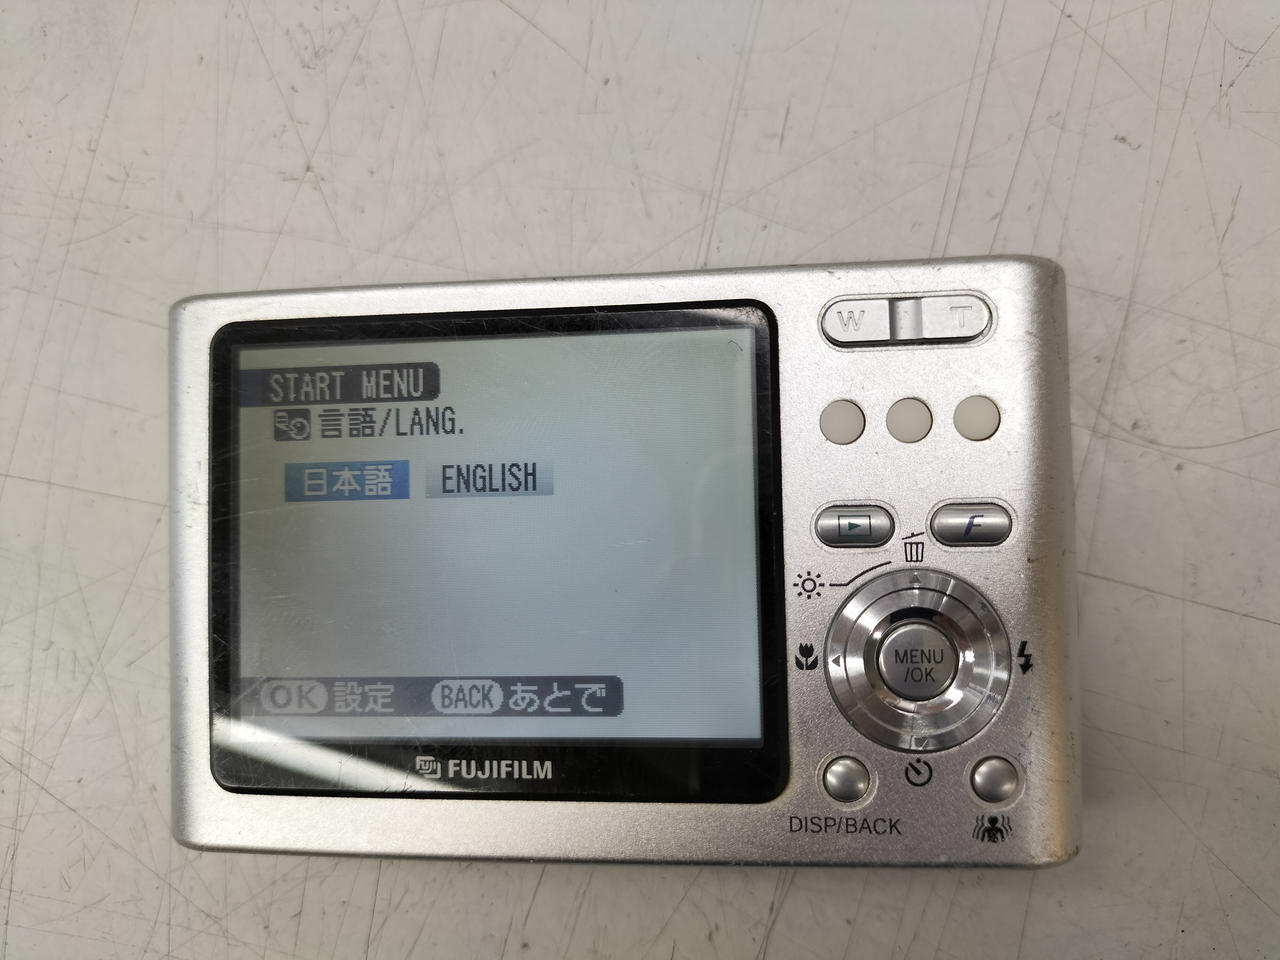 START MENU
言語/LANG.
日本語 ENGLISH
OK 設定 BACK あとで
FUJIFILM
W T
F
MENU
/OK
DISP/BACK